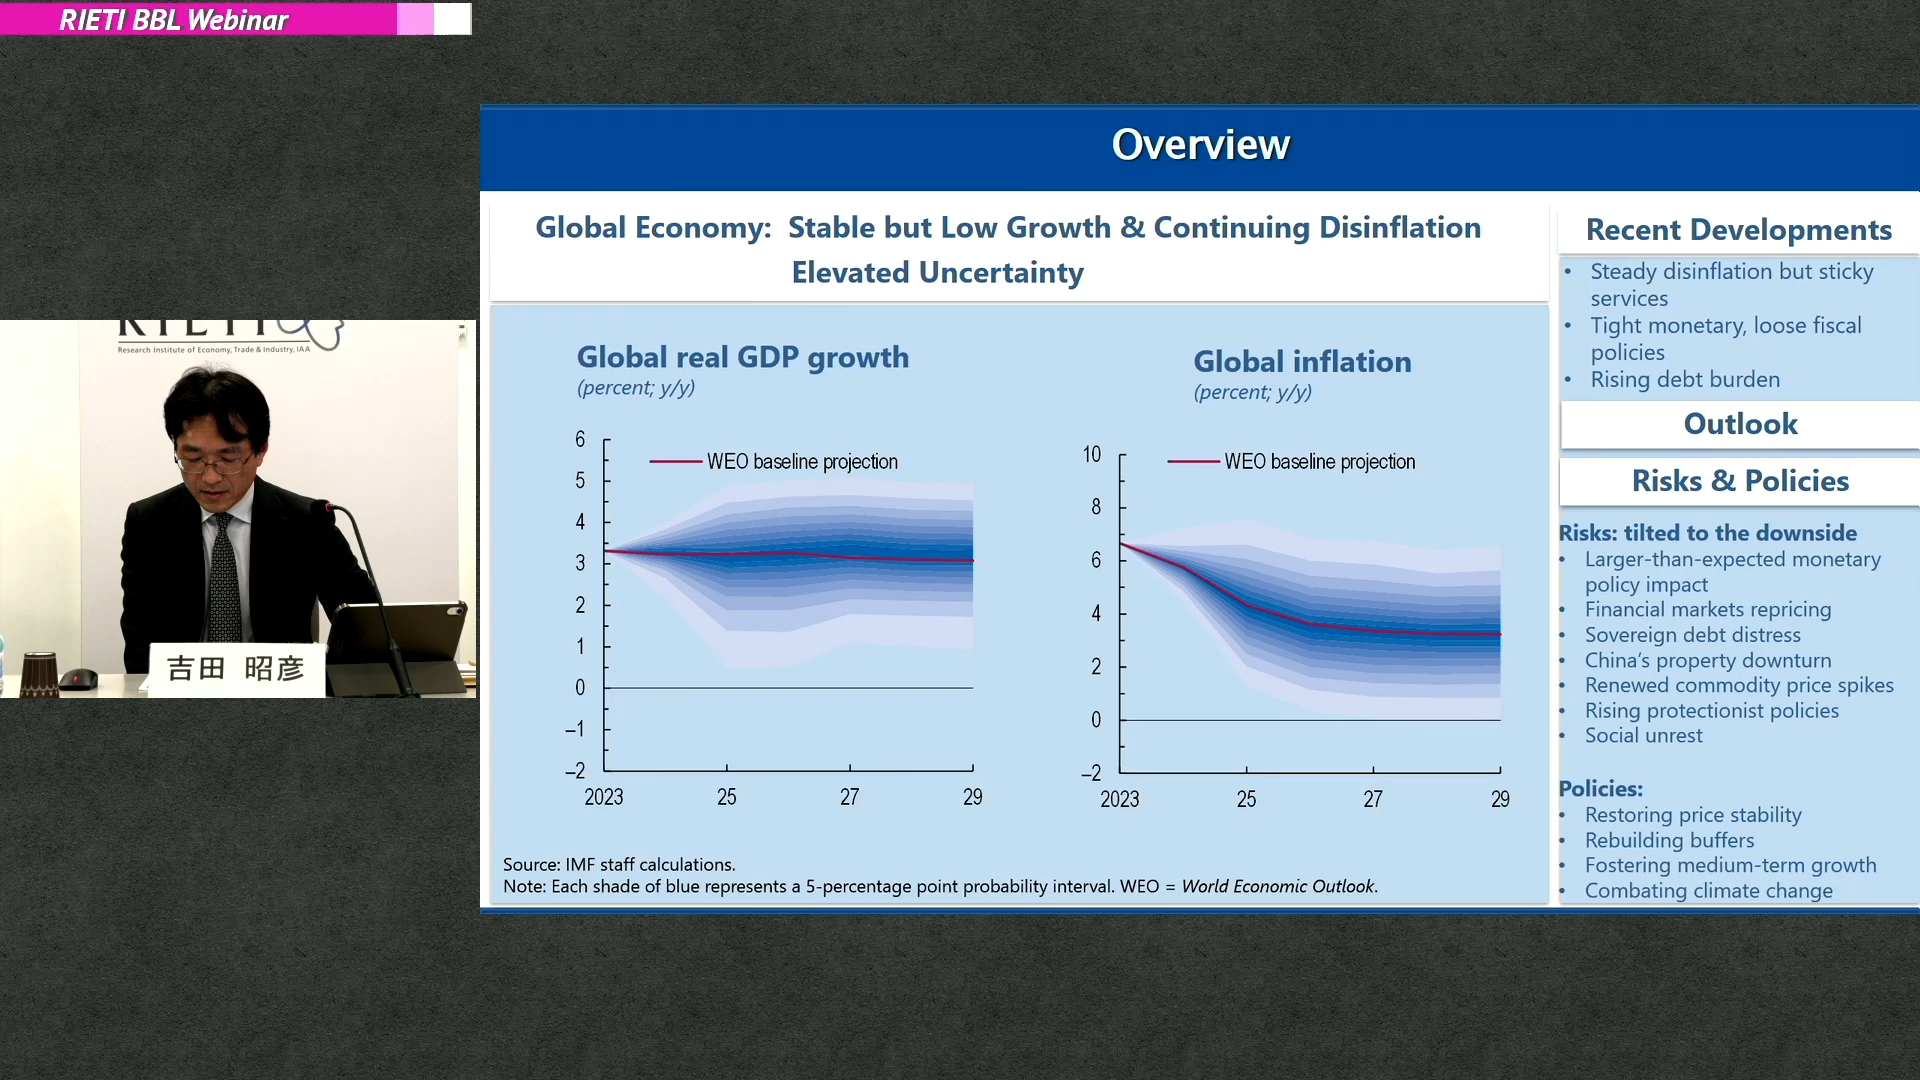 RIETI BBL Webinar
RIETI
Research Institute of Economy, Trade & Industry, IAA
吉田 昭彦
Overview
Global Economy: Stable but Low Growth & Continuing Disinflation
Elevated Uncertainty
Global real GDP growth
(percent; y/y)
6
5
4
3
2
1
0
–1
–2
WEO baseline projection
2023 25 27 29
Global inflation
(percent; y/y)
10
8
6
4
2
0
–2
WEO baseline projection
2023 25 27 29
Source: IMF staff calculations.
Note: Each shade of blue represents a 5-percentage point probability interval. WEO = World Economic Outlook.
Recent Developments
• Steady disinflation but sticky
services
• Tight monetary, loose fiscal
policies
• Rising debt burden
Outlook
Risks & Policies
Risks: tilted to the downside
• Larger-than-expected monetary
policy impact
• Financial markets repricing
• Sovereign debt distress
• China's property downturn
• Renewed commodity price spikes
• Rising protectionist policies
• Social unrest
Policies:
• Restoring price stability
• Rebuilding buffers
• Fostering medium-term growth
• Combating climate change